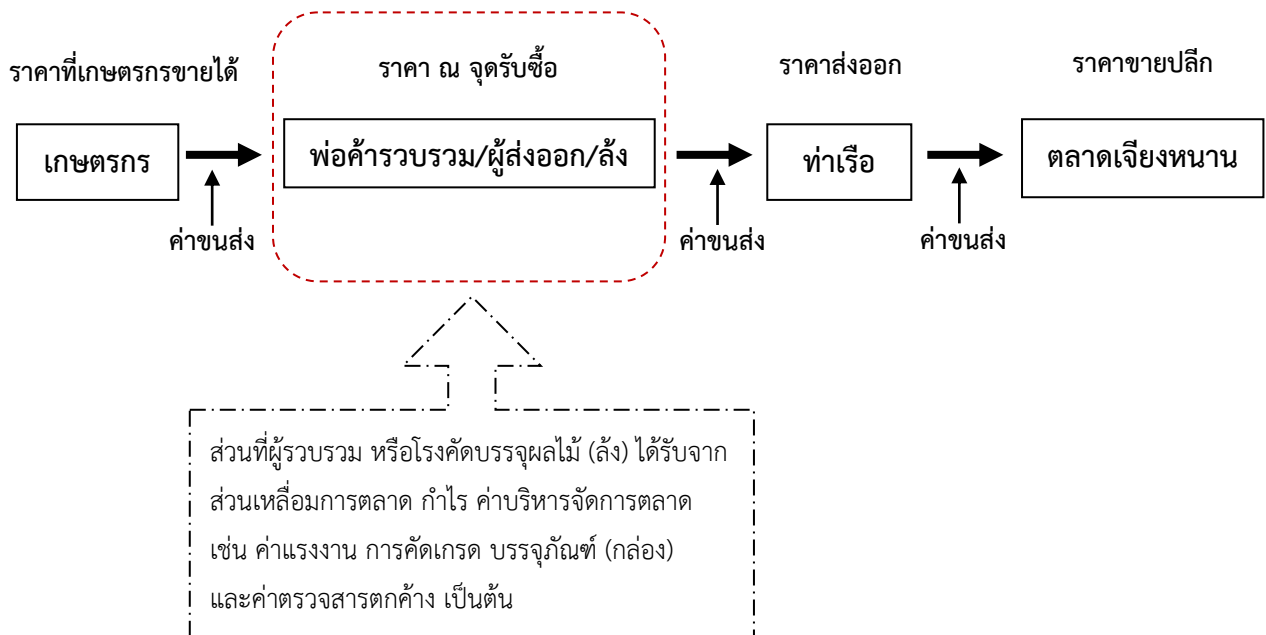 ราคาที่เกษตรกรขายได้
ราคา ณ จุดรับซื้อ
ราคาส่งออก
ราคาขายปลีก
เกษตรกร
พ่อค้ารวบรวม/ผู้ส่งออก/ล้ง
ท่าเรือ
ตลาดเจียงหนาน
ค่าขนส่ง
ค่าขนส่ง
ค่าขนส่ง
ส่วนที่ผู้รวบรวม หรือโรงคัดบรรจุผลไม้ (ล้ง) ได้รับจาก
ส่วนเหลื่อมการตลาด กำไร ค่าบริหารจัดการตลาด
เช่น ค่าแรงงาน การคัดเกรด บรรจุภัณฑ์ (กล่อง)
และค่าตรวจสารตกค้าง เป็นต้น